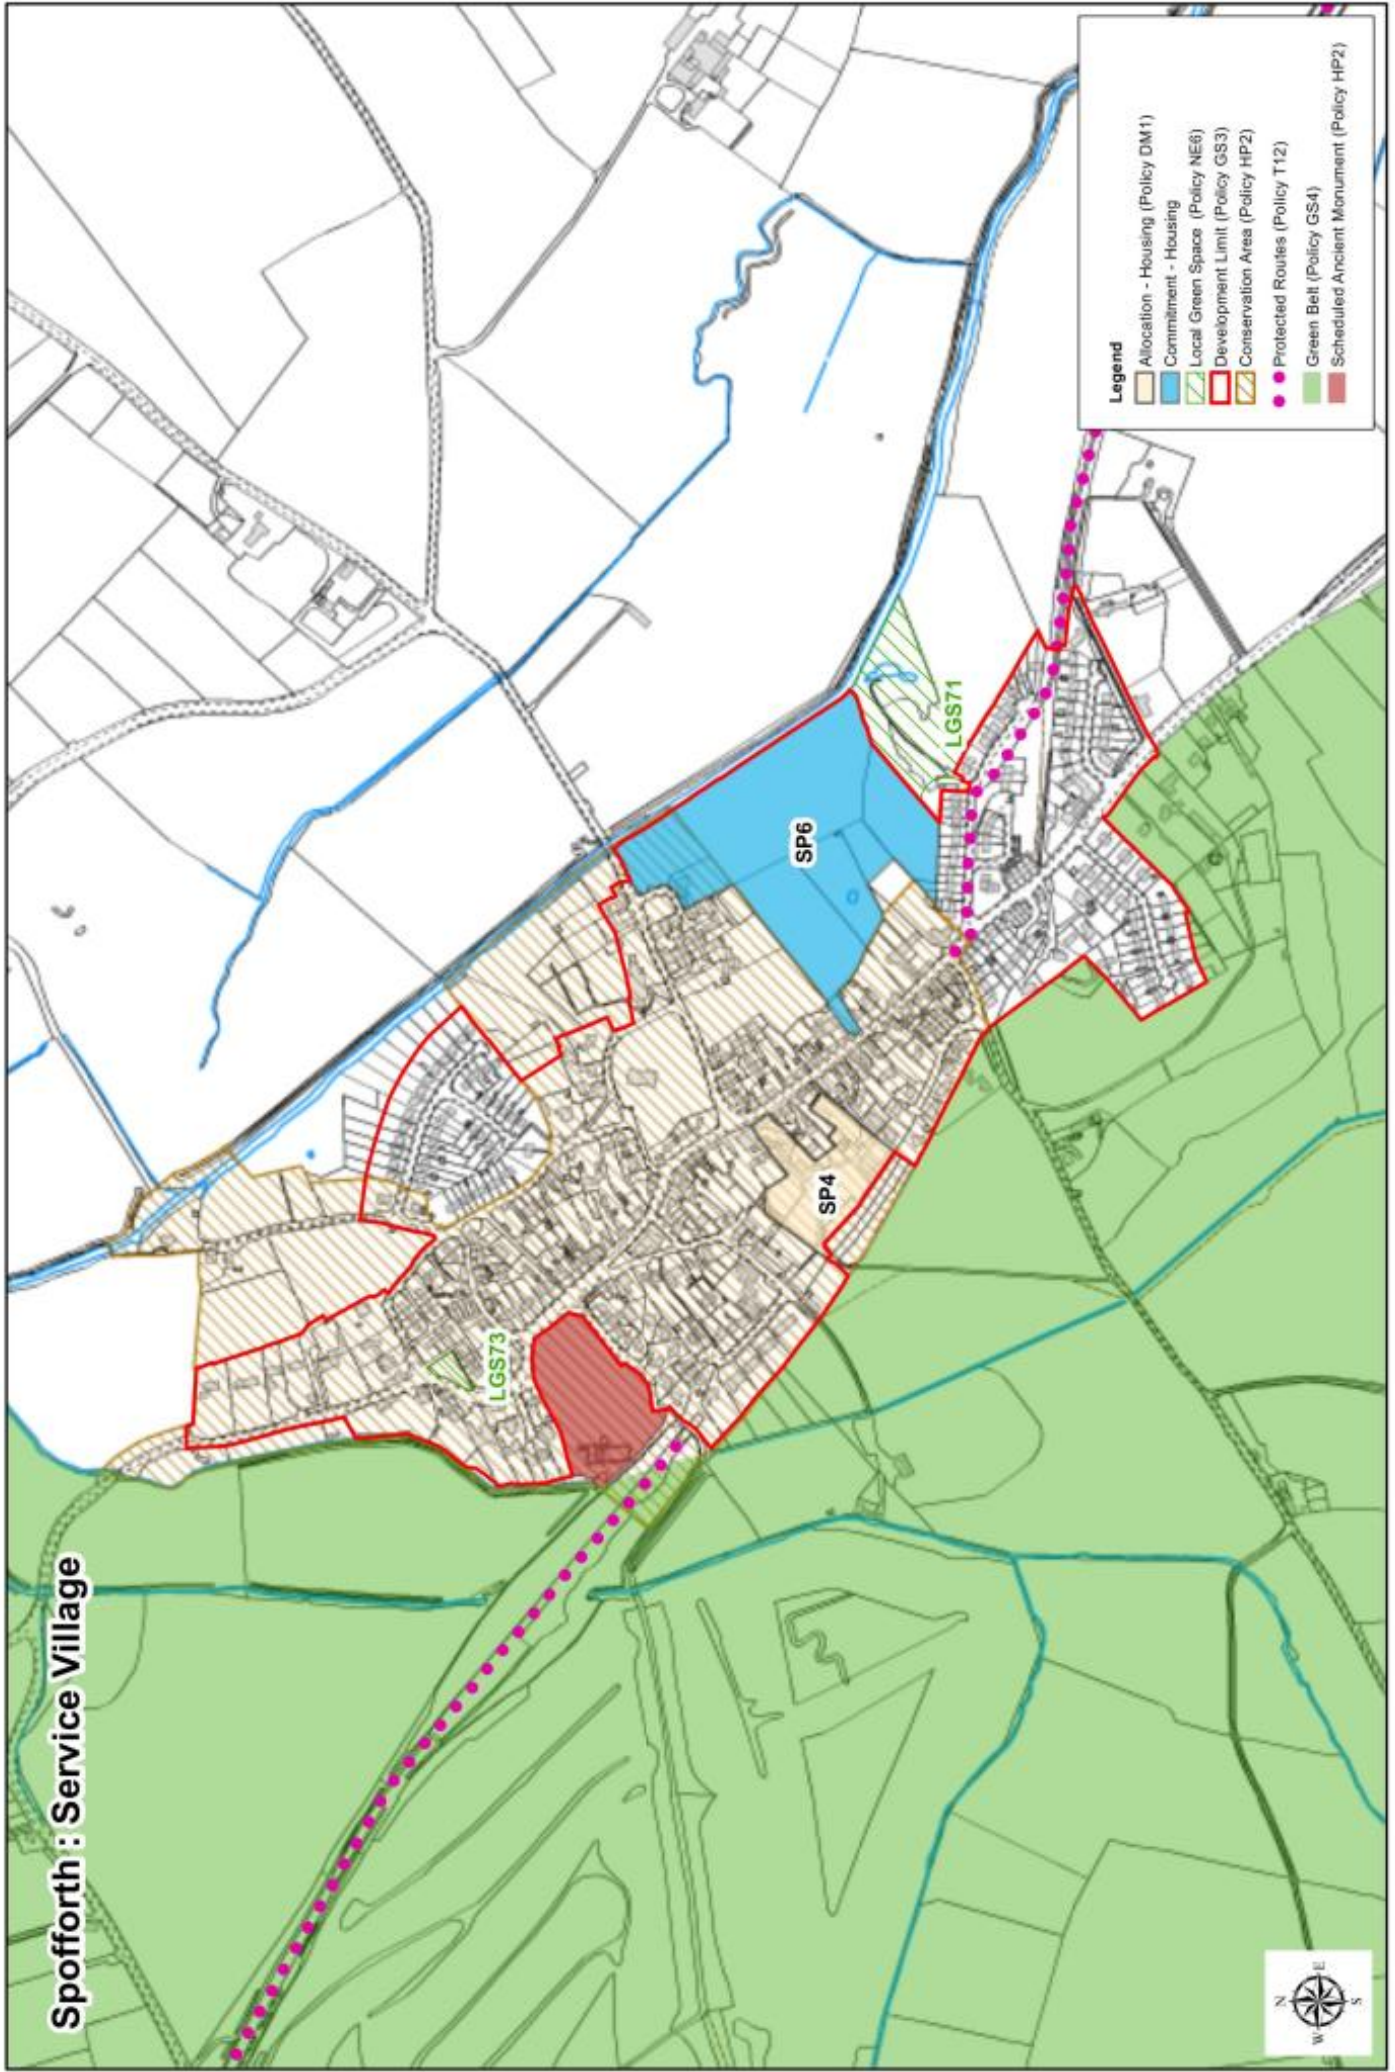 Spofforth : Service Village
LGS73
SP4
SP6
LGS71
Legend
Allocation - Housing (Policy DM1)
Commitment - Housing
Local Green Space (Policy NE6)
Development Limit (Policy GS3)
Conservation Area (Policy HP2)
Protected Routes (Policy T12)
Green Belt (Policy GS4)
Scheduled Ancient Monument (Policy HP2)
N
W
E
S